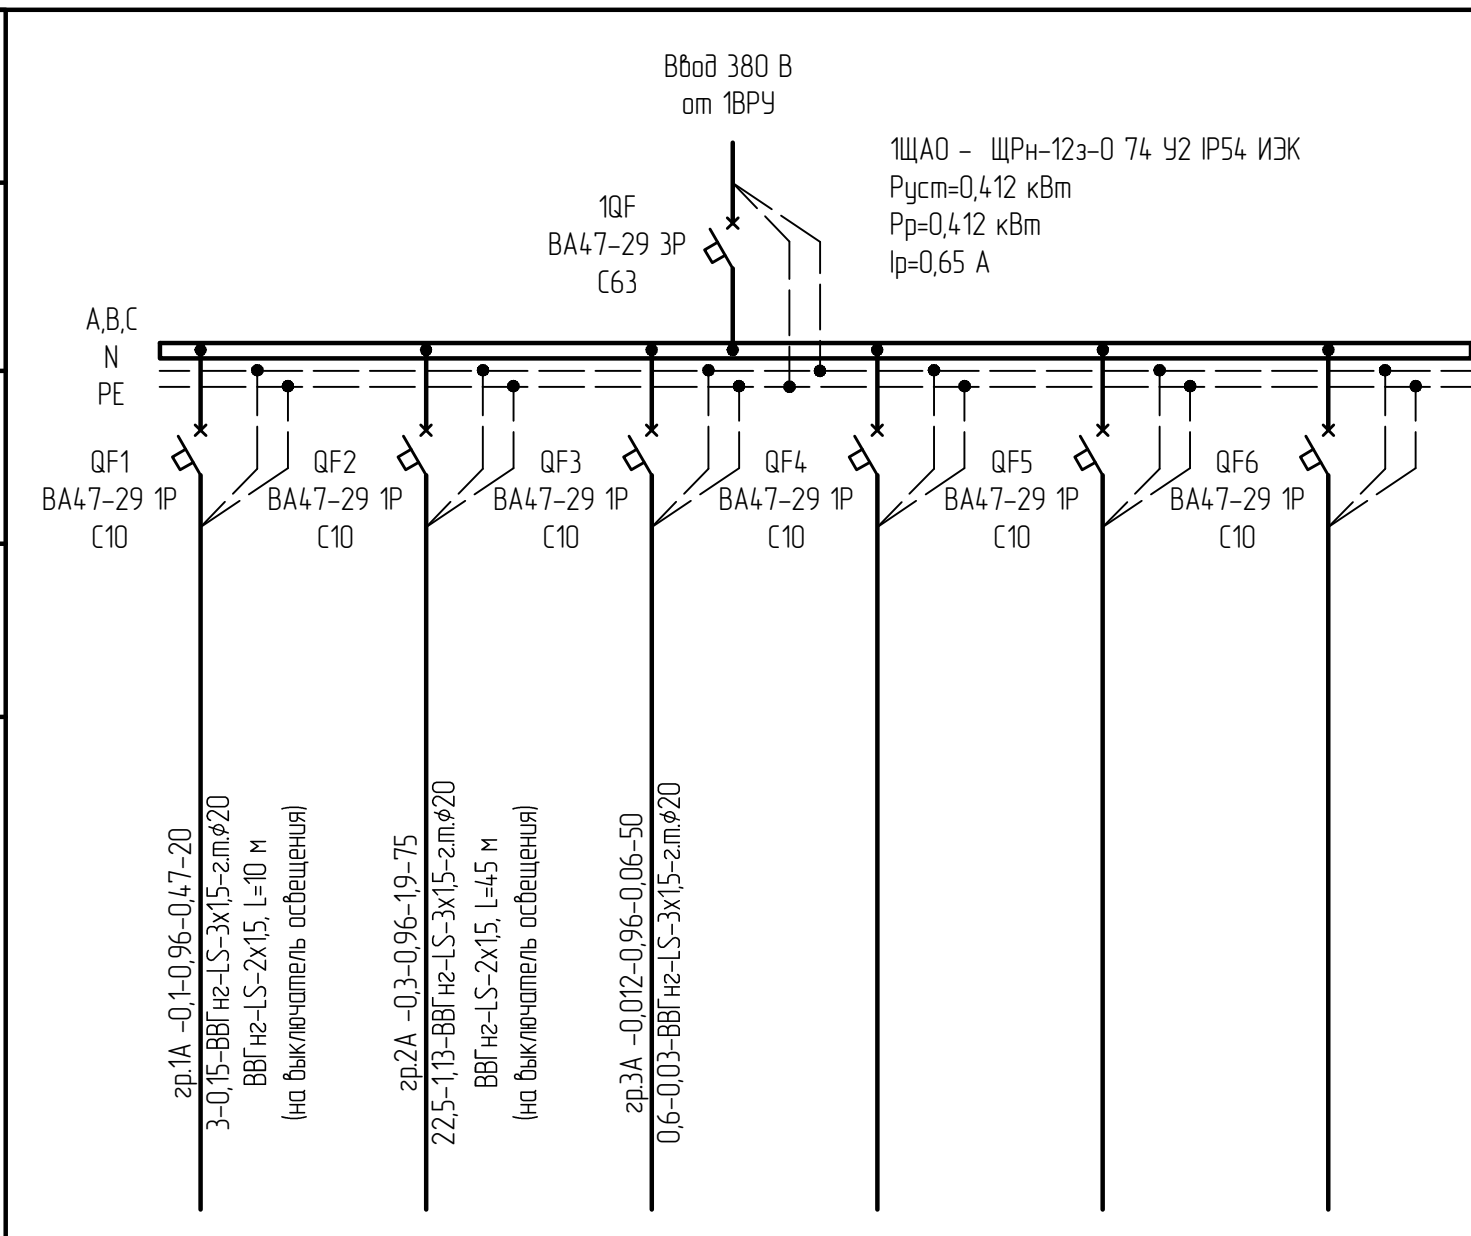 Ввод 380 В
от 1ВРУ
1ЩАО - ЩРн-12з-0 74 У2 IP54 ИЭК
Руст=0,412 кВт
Рр=0,412 кВт
Iр=0,65 А
1QF
ВА47-29 3Р
С63
А,В,С
N
PE
QF1
ВА47-29 1Р
С10
QF2
ВА47-29 1Р
С10
QF3
ВА47-29 1Р
С10
QF4
ВА47-29 1Р
С10
QF5
ВА47-29 1Р
С10
QF6
ВА47-29 1Р
С10
гр.1А -0,1-0,96-0,47-20
3-0,15-ВВГнг-LS-3х1,5-г.т.ϕ20
ВВГнг-LS-2х1,5, L=10 м
(на выключатель освещения)
гр.2А -0,3-0,96-1,9-75
22,5-1,13-ВВГнг-LS-3х1,5-г.т.ϕ20
ВВГнг-LS-2х1,5, L=45 м
(на выключатель освещения)
гр.3А -0,012-0,96-0,06-50
0,6-0,03-ВВГнг-LS-3х1,5-г.т.ϕ20